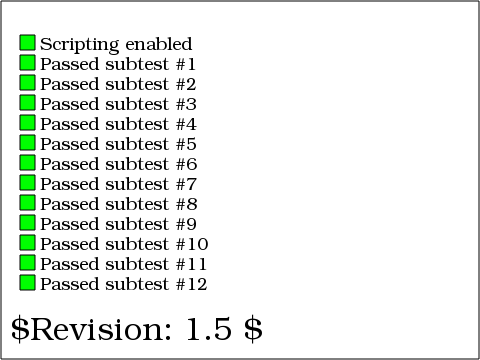 Scripting enabled
Passed subtest #1
Passed subtest #2
Passed subtest #3
Passed subtest #4
Passed subtest #5
Passed subtest #6
Passed subtest #7
Passed subtest #8
Passed subtest #9
Passed subtest #10
Passed subtest #11
Passed subtest #12
$Revision: 1.5 $